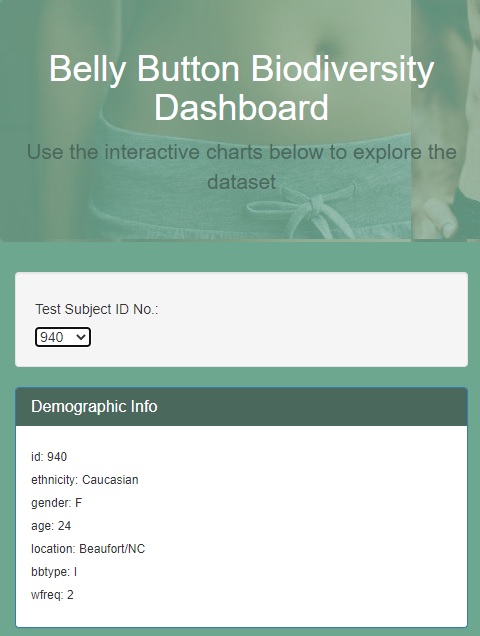 Belly Button Biodiversity
Dashboard
Use the interactive charts below to explore the
dataset
Test Subject ID No.:
940
Demographic Info
id: 940
ethnicity: Caucasian
gender: F
age: 24
location: Beaufort/NC
bbtype: I
wfreq: 2